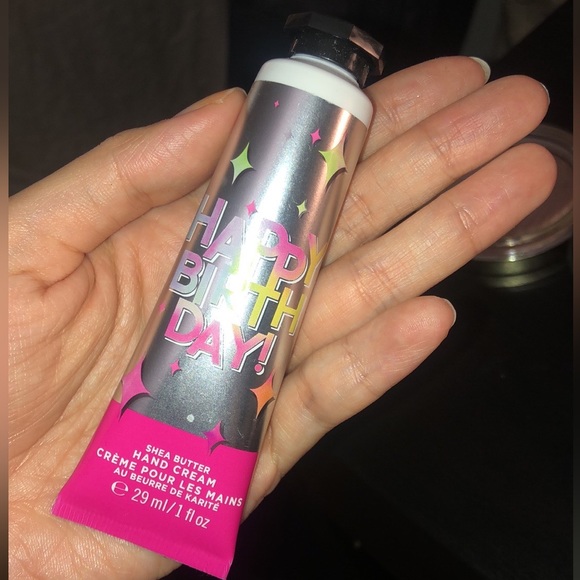 HAPPY
BIRTH
DAY!
SHEA BUTTER
HAND CREAM
CRÈME POUR LES MAINS
AU BEURRE DE KARITÉ
℮ 29 ml/1 fl oz